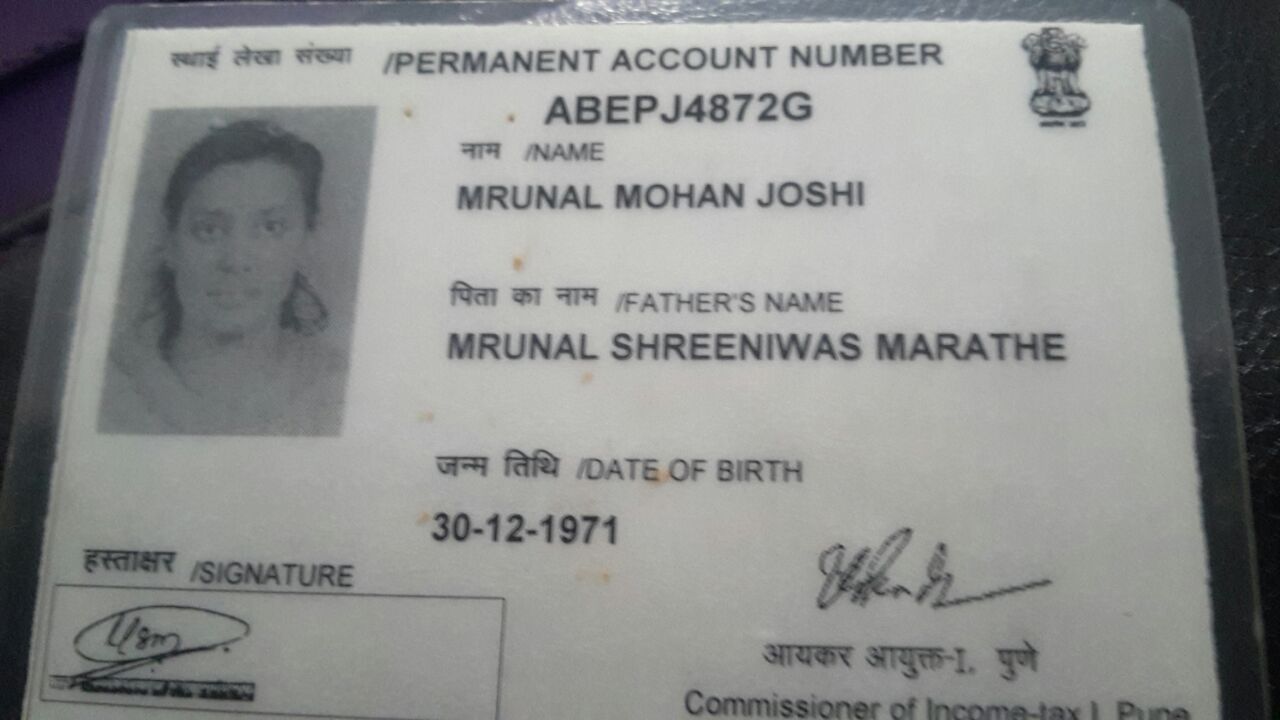 स्थाई लेखा संख्या /PERMANENT ACCOUNT NUMBER
ABEPJ4872G
नाम /NAME
MRUNAL MOHAN JOSHI
पिता का नाम /FATHER'S NAME
MRUNAL SHREENIWAS MARATHE
जन्म तिथि /DATE OF BIRTH
30-12-1971
हस्ताक्षर /SIGNATURE
आयकर आयुक्त-I, पुणे
Commissioner of Income-tax I, Pune